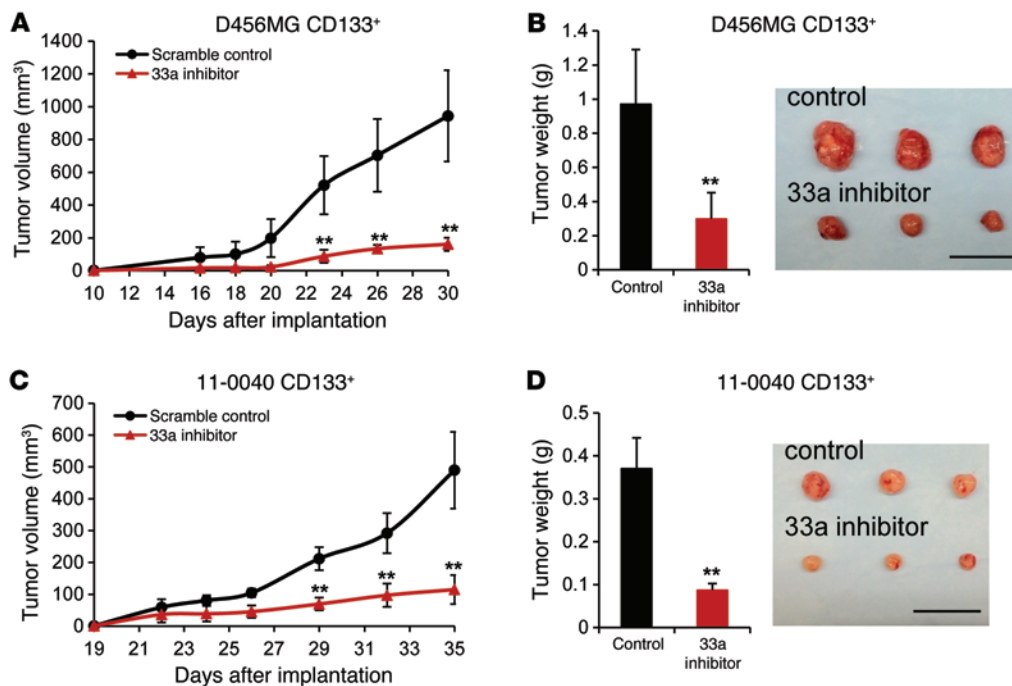 A
D456MG CD133⁺
Scramble control
33a inhibitor
Tumor volume (mm³)
1400
1200
1000
800
600
400
200
0
10 12 14 16 18 20 22 24 26 28 30
** ** **
Days after implantation
B
D456MG CD133⁺
Tumor weight (g)
1.4
1.2
1
0.8
0.6
0.4
0.2
0
**
Control 33a
inhibitor
control
33a inhibitor
C
11-0040 CD133⁺
Scramble control
33a inhibitor
Tumor volume (mm³)
700
600
500
400
300
200
100
0
19 21 23 25 27 29 31 33 35
** ** **
Days after implantation
D
11-0040 CD133⁺
Tumor weight (g)
0.5
0.4
0.3
0.2
0.1
0
**
Control 33a
inhibitor
control
33a inhibitor